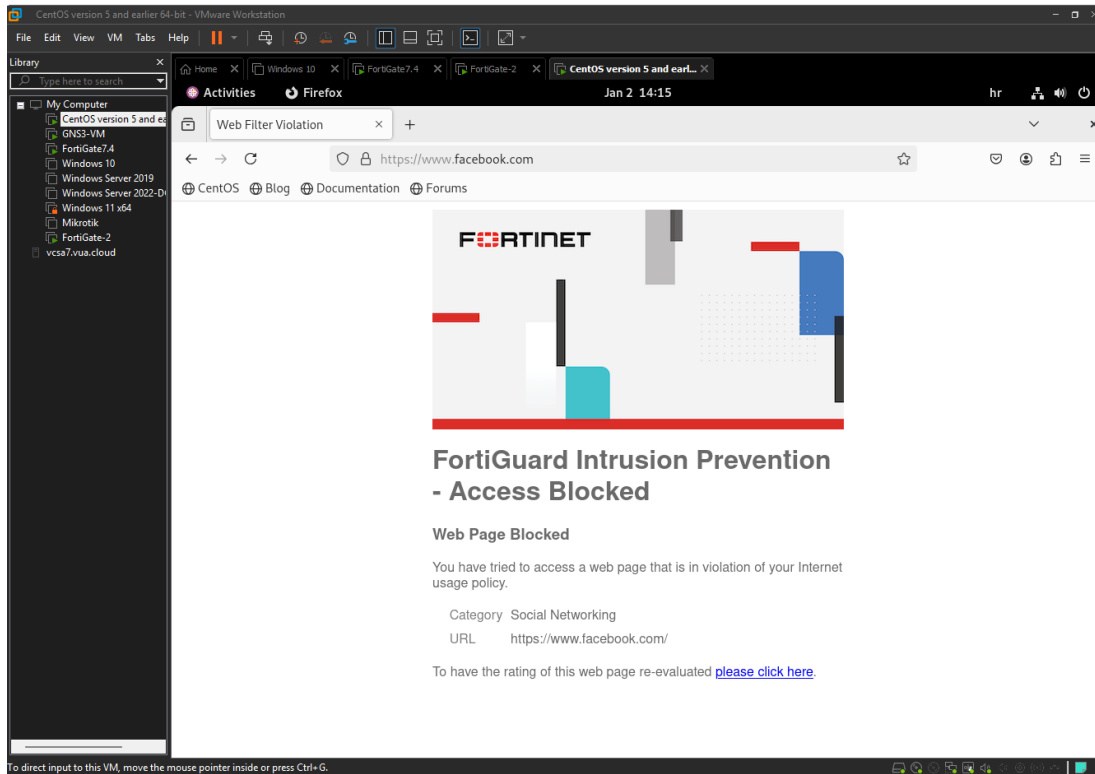 CentOS version 5 and earlier 64-bit - VMware Workstation
File Edit View VM Tabs Help
Library
Type here to search
My Computer
CentOS version 5 and ea
GNS3-VM
FortiGate7.4
Windows 10
Windows Server 2019
Windows Server 2022-D
Windows 11 x64
Mikrotik
FortiGate-2
vcsa7.vua.cloud
Home Windows 10 FortiGate7.4 FortiGate-2 CentOS version 5 and earl...
Activities Firefox Jan 2 14:15 hr
Web Filter Violation
https://www.facebook.com
CentOS Blog Documentation Forums
FORTINET
FortiGuard Intrusion Prevention
- Access Blocked
Web Page Blocked
You have tried to access a web page that is in violation of your Internet
usage policy.
Category Social Networking
URL https://www.facebook.com/
To have the rating of this web page re-evaluated please click here.
To direct input to this VM, move the mouse pointer inside or press Ctrl+G.